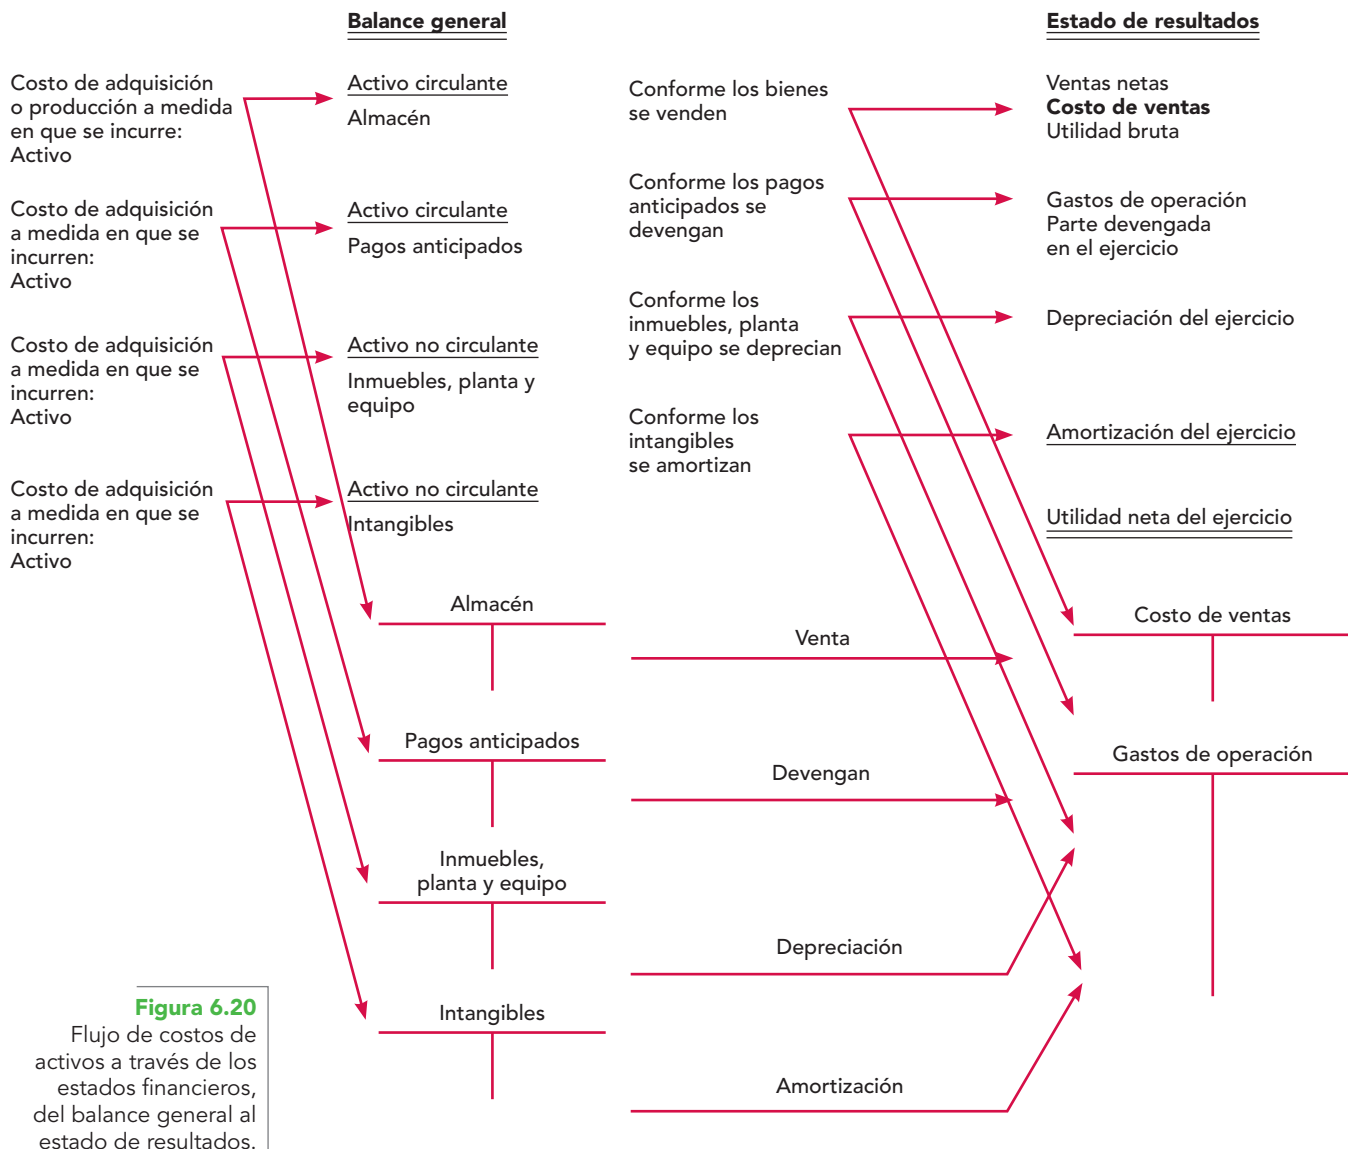 Balance general
Costo de adquisición
o producción a medida
en que se incurre:
Activo
Activo circulante
Almacén
Costo de adquisición
a medida en que se
incurren:
Activo
Activo circulante
Pagos anticipados
Costo de adquisición
a medida en que se
incurren:
Activo
Activo no circulante
Inmuebles, planta y
equipo
Costo de adquisición
a medida en que se
incurren:
Activo
Activo no circulante
Intangibles
Estado de resultados
Conforme los bienes
se venden
Ventas netas
Costo de ventas
Utilidad bruta
Conforme los pagos
anticipados se
devengan
Gastos de operación
Parte devengada
en el ejercicio
Conforme los
inmuebles, planta
y equipo se deprecian
Depreciación del ejercicio
Conforme los
intangibles
se amortizan
Amortización del ejercicio
Utilidad neta del ejercicio
Almacén
Venta
Costo de ventas
Pagos anticipados
Devengan
Gastos de operación
Inmuebles,
planta y equipo
Depreciación
Intangibles
Amortización
Figura 6.20
Flujo de costos de
activos a través de los
estados financieros,
del balance general al
estado de resultados.